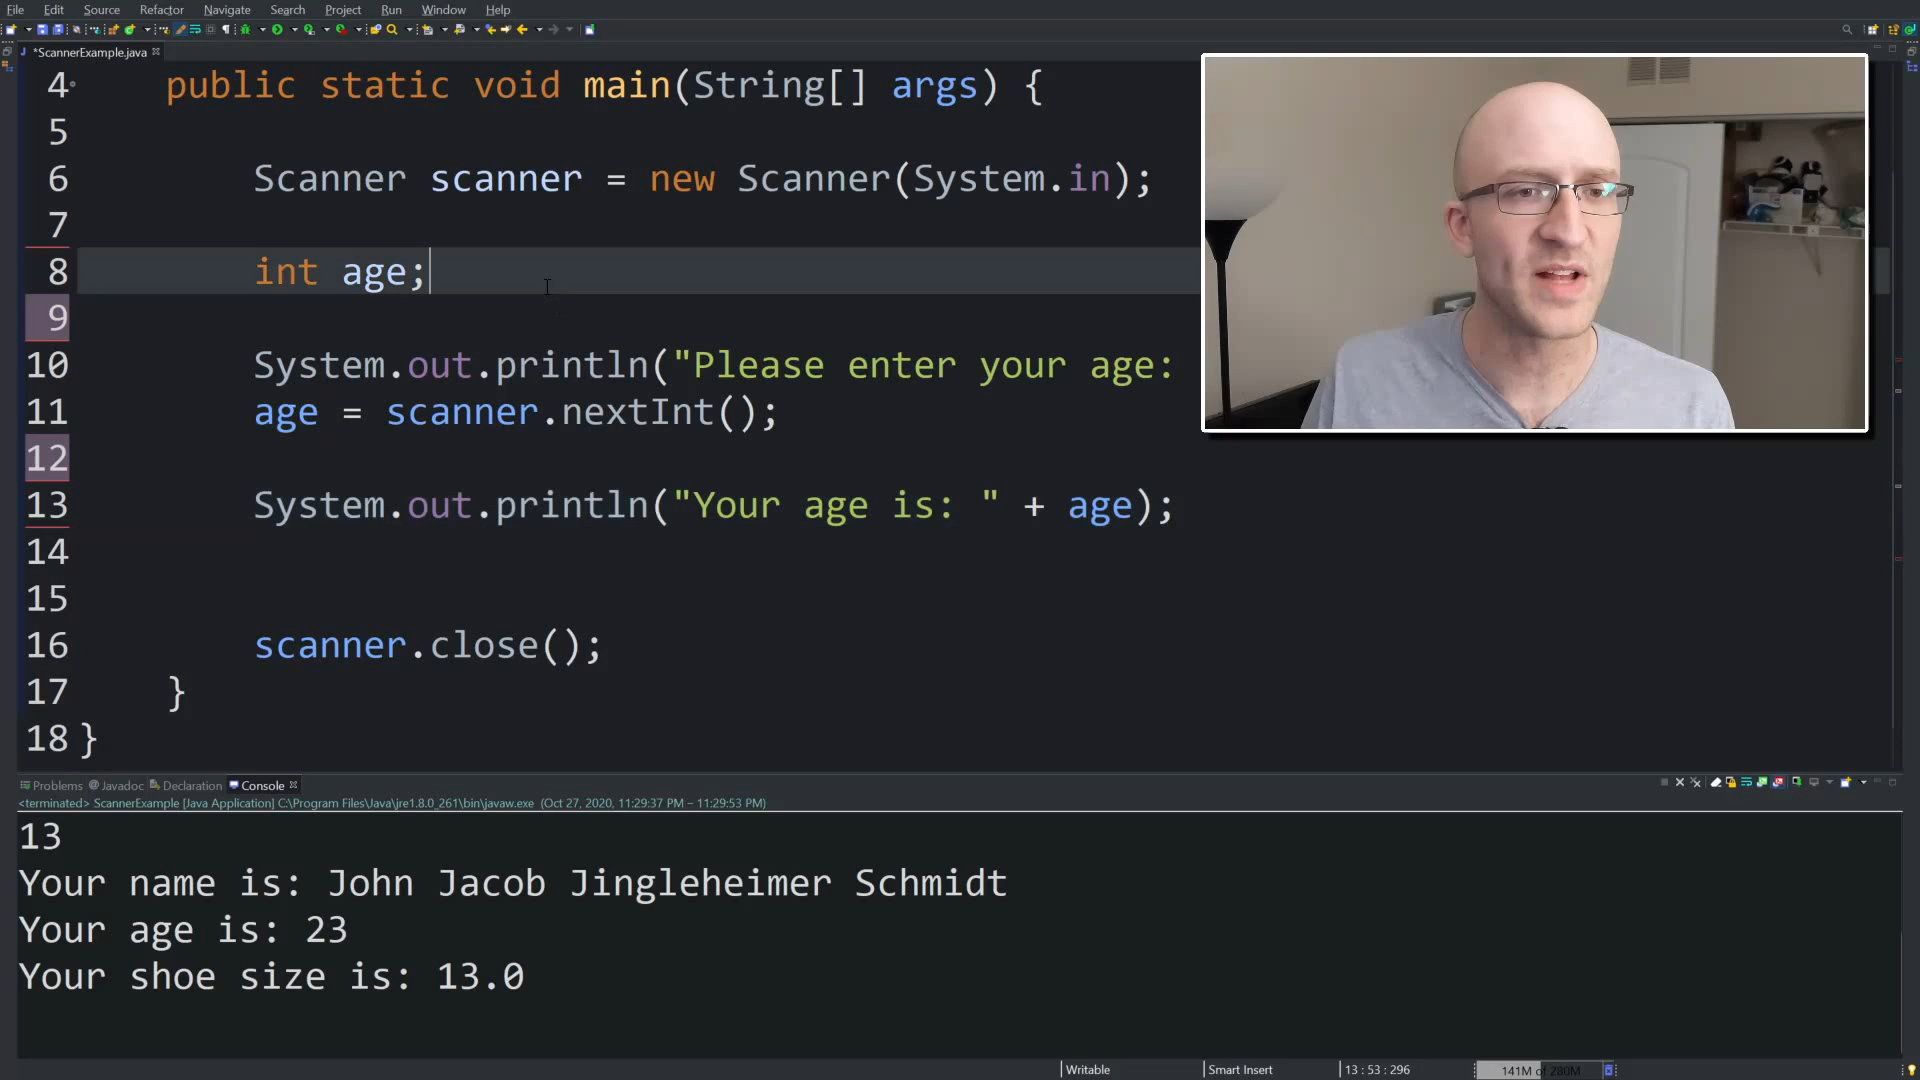 File Edit Source Refactor Navigate Search Project Run Window Help
*ScannerExample.java
4 public static void main(String[] args) {
5
6 Scanner scanner = new Scanner(System.in);
7
8 int age;
9
10 System.out.println("Please enter your age:
11 age = scanner.nextInt();
12
13 System.out.println("Your age is: " + age);
14
15
16 scanner.close();
17 }
18 }
Problems @ Javadoc Declaration Console
<terminated> ScannerExample [Java Application] C:\Program Files\Java\jre1.8.0_261\bin\javaw.exe (Oct 27, 2020, 11:29:37 PM – 11:29:53 PM)
13
Your name is: John Jacob Jingleheimer Schmidt
Your age is: 23
Your shoe size is: 13.0
Writable Smart Insert 13 : 53 : 296 141M of 280M